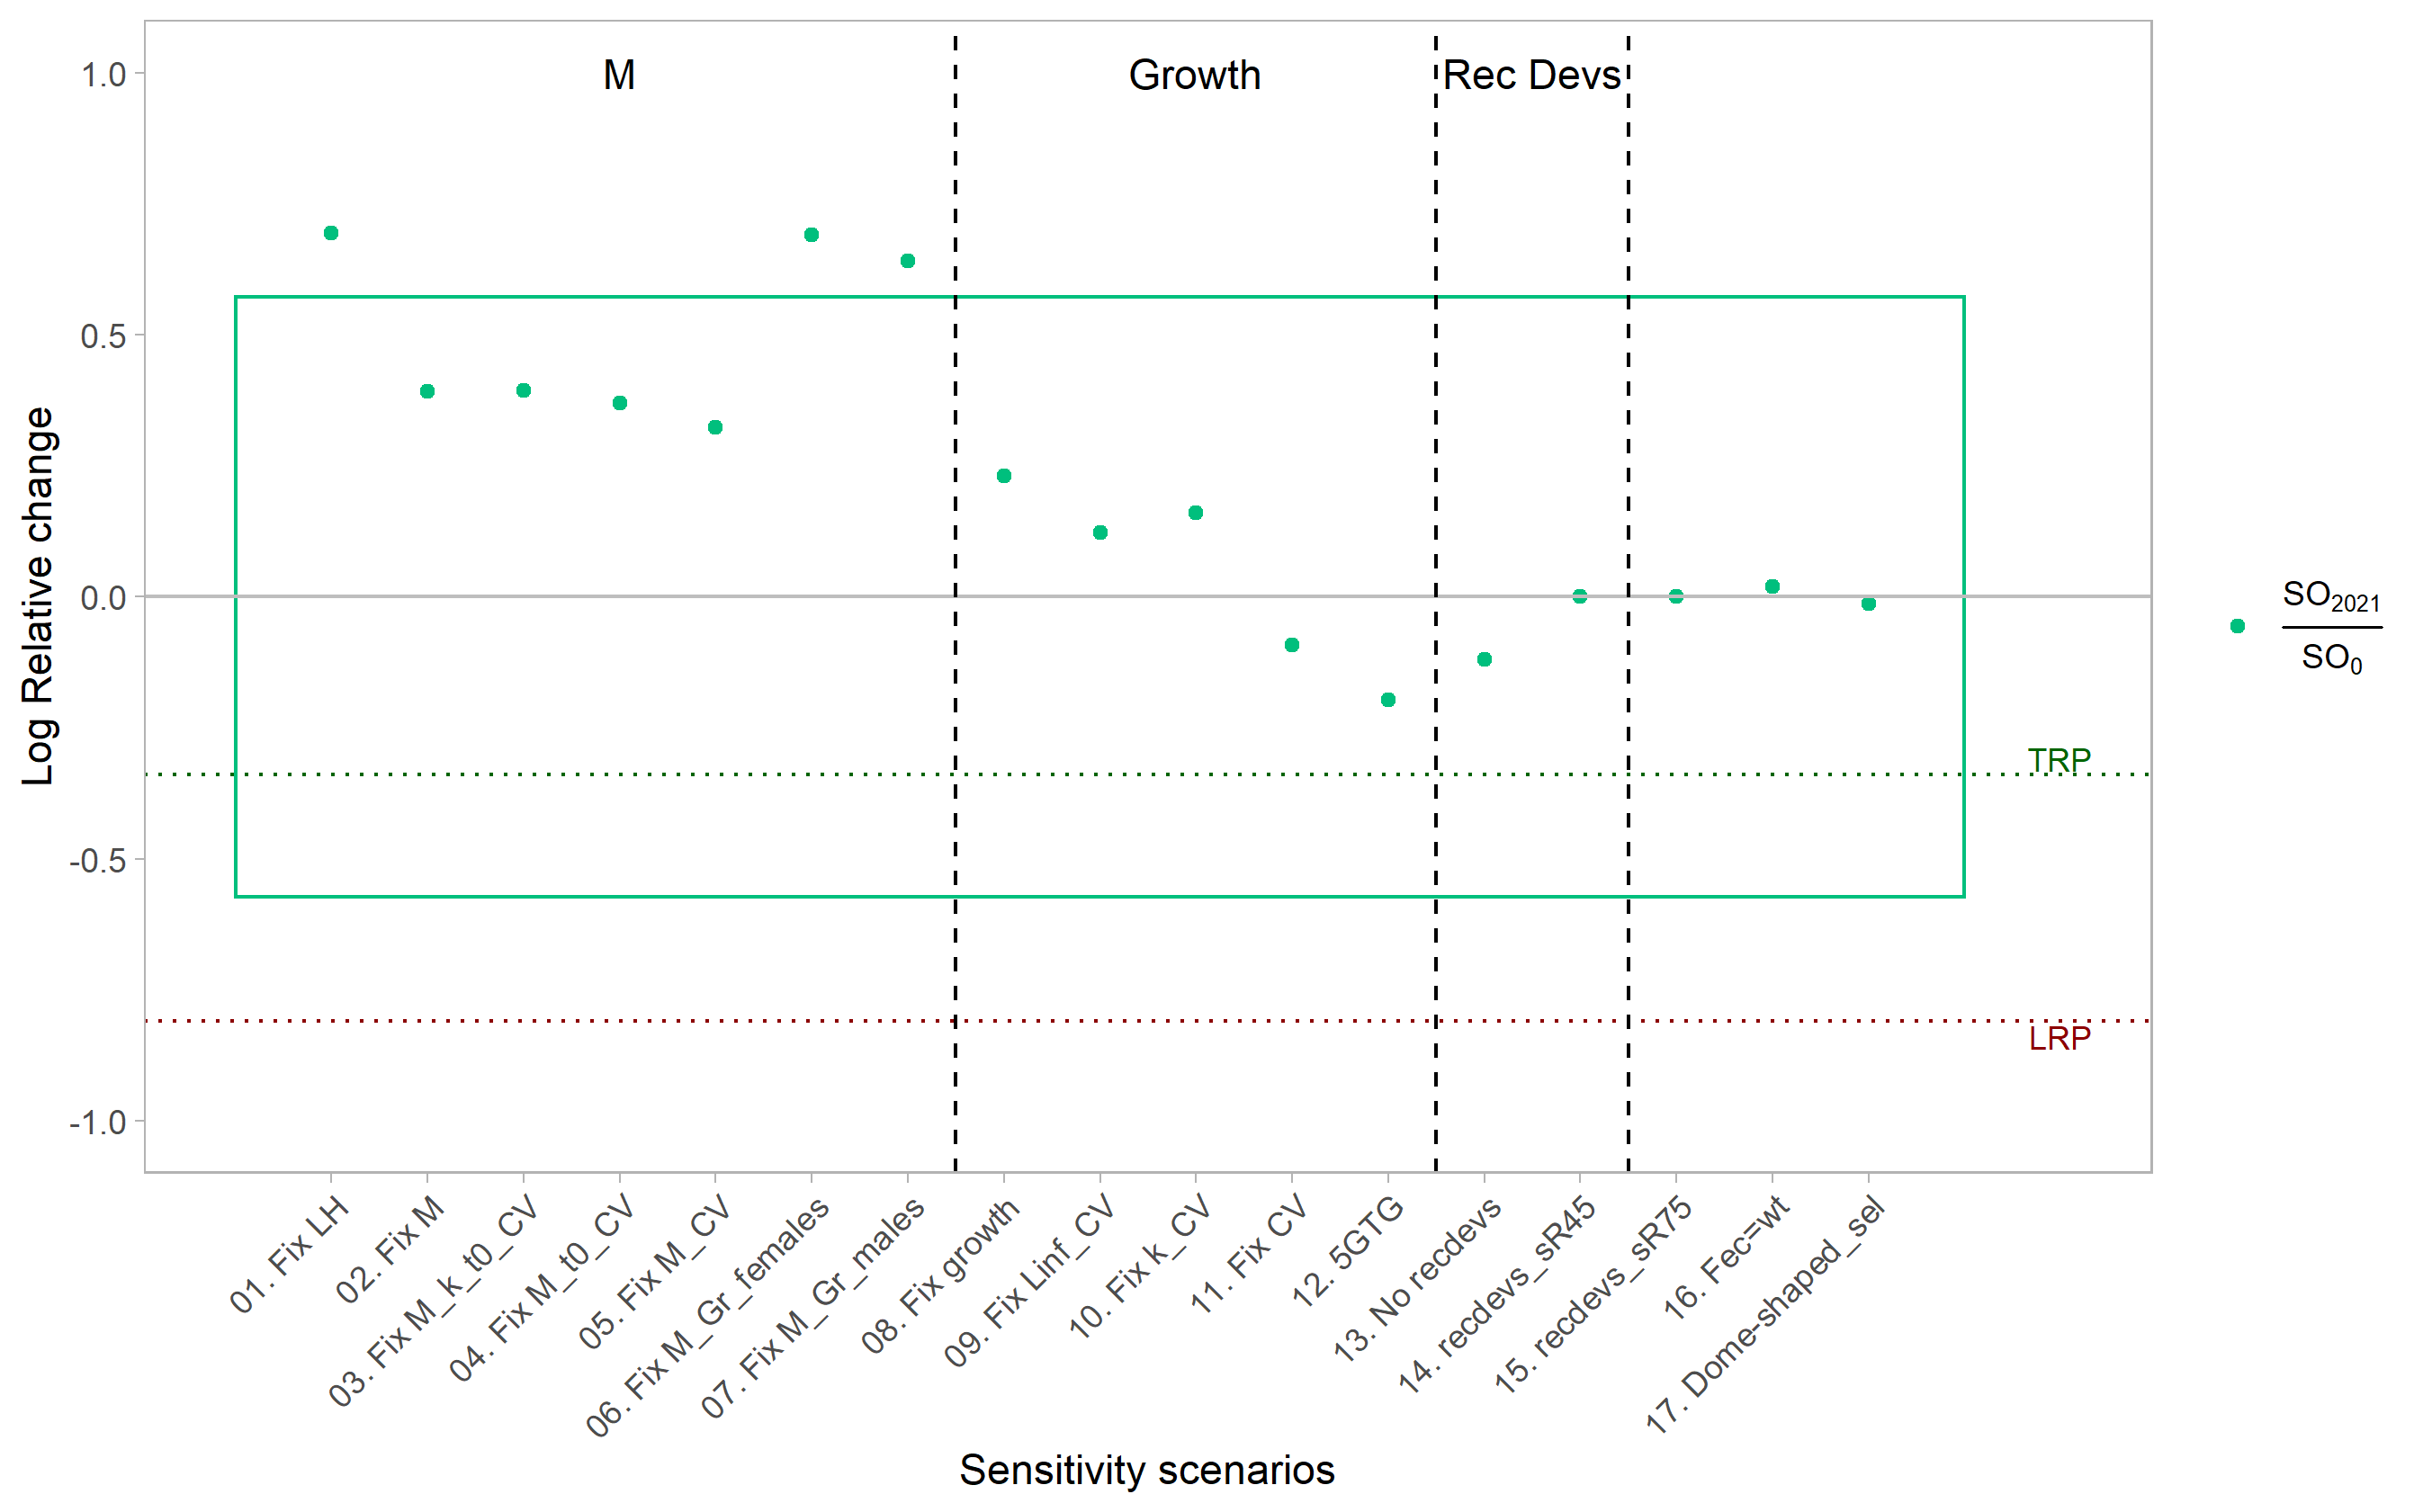 M
Growth
Rec Devs
1.0
0.5
0.0
-0.5
-1.0
Log Relative change
TRP
LRP
SO2021
SO0
01. Fix LH
02. Fix M
03. Fix M_k_t0_CV
04. Fix M_t0_CV
05. Fix M_CV
06. Fix M_Gr_females
07. Fix M_Gr_males
08. Fix growth
09. Fix Linf_CV
10. Fix k_CV
11. Fix CV
12. 5GTG
13. No recdevs
14. recdevs_sR45
15. recdevs_sR75
16. Fec=wt
17. Dome-shaped_sel
Sensitivity scenarios